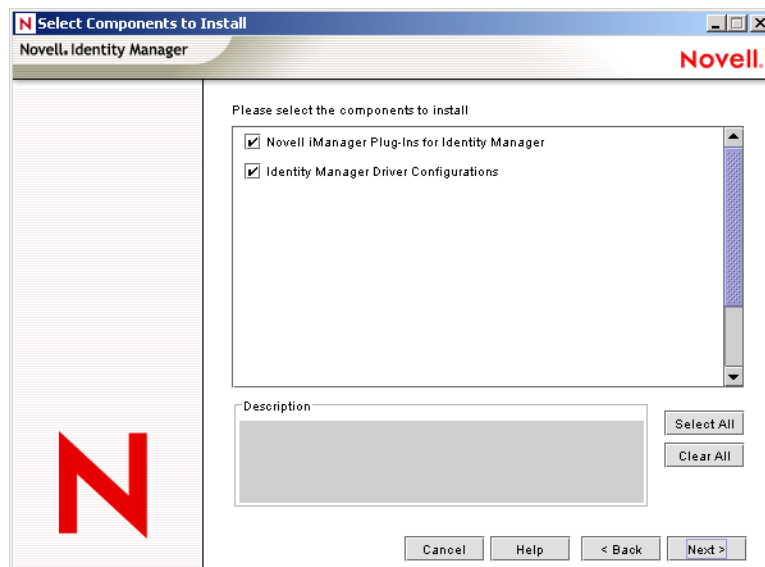 N Select Components to Install
Novell® Identity Manager
Novell.
Please select the components to install
Novell iManager Plug-Ins for Identity Manager
Identity Manager Driver Configurations
Description
Select All
Clear All
N
Cancel Help < Back Next >